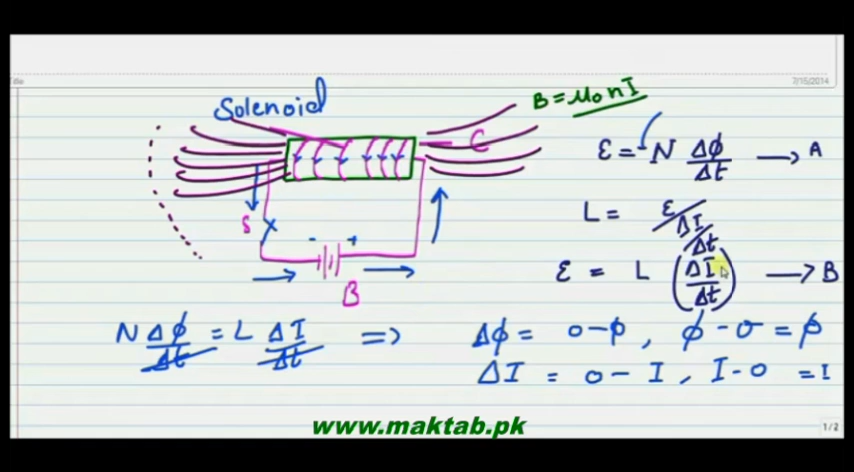 Title
7/15/2014
Solenoid
B = μ₀nI
C
ε = -N Δϕ/Δt → A
L = ε/ΔI/Δt
S
- +
B
ε = L (ΔI/Δt) → B
N Δϕ/Δt = L ΔI/Δt ⇒ Δϕ = 0-ϕ, ϕ-0 = ϕ
ΔI = 0-I, I-0 = I
www.maktab.pk
1/2